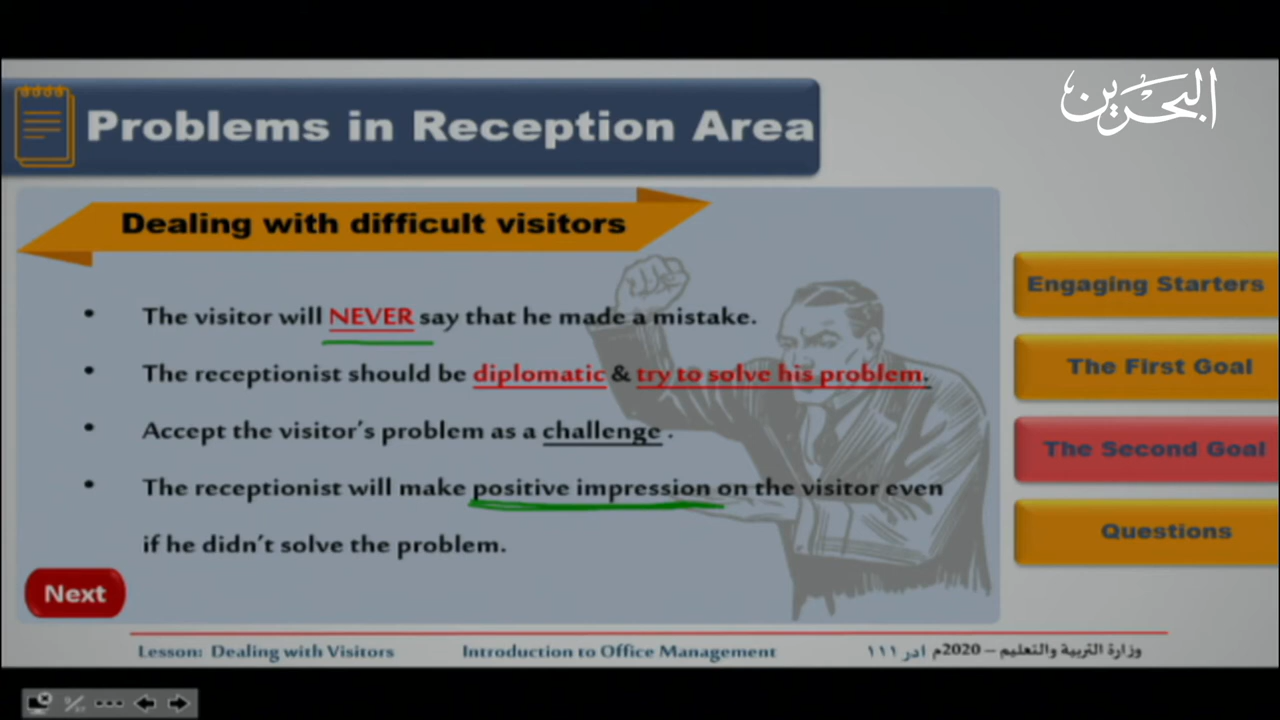 البحرين
Problems in Reception Area
Dealing with difficult visitors
• The visitor will NEVER say that he made a mistake.
• The receptionist should be diplomatic & try to solve his problem.
• Accept the visitor's problem as a challenge .
• The receptionist will make positive impression on the visitor even
if he didn't solve the problem.
Next
Engaging Starters
The First Goal
The Second Goal
Questions
Lesson: Dealing with Visitors
Introduction to Office Management
وزارة التربية والتعليم – 2020م ادر ١١١